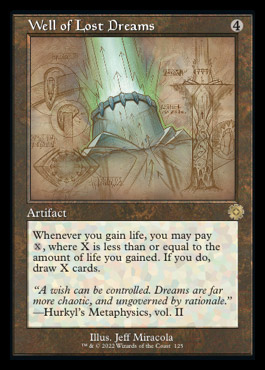 Well of Lost Dreams 4
Artifact
Whenever you gain life, you may pay
X, where X is less than or equal to the
amount of life you gained. If you do,
draw X cards.
“A wish can be controlled. Dreams are far
more chaotic, and ungoverned by rationale.”
—Hurkyl's Metaphysics, vol. II
Illus. Jeff Miracola
™ & © 2022 Wizards of the Coast 125